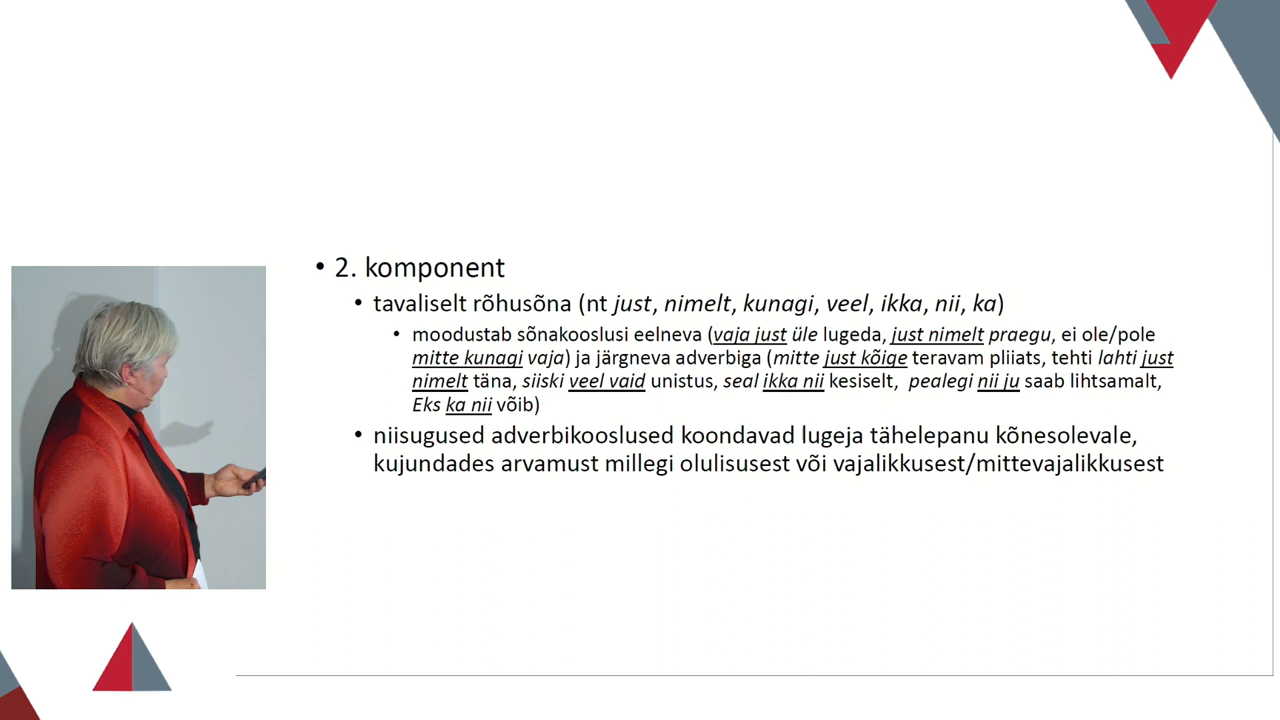 • 2. komponent
• tavaliselt rõhusõna (nt just, nimelt, kunagi, veel, ikka, nii, ka)
• moodustab sõnakooslusi eelneva (vaja just üle lugeda, just nimelt praegu, ei ole/pole
mitte kunagi vaja) ja järgneva adverbiga (mitte just kõige teravam pliiats, tehti lahti just
nimelt täna, siiski veel vaid unistus, seal ikka nii kesiselt, pealegi nii ju saab lihtsamalt,
Eks ka nii võib)
• niisugused adverbikooslused koondavad lugeja tähelepanu kõnesolevale,
kujundades arvamust millegi olulisusest või vajalikkusest/mittevajalikkusest